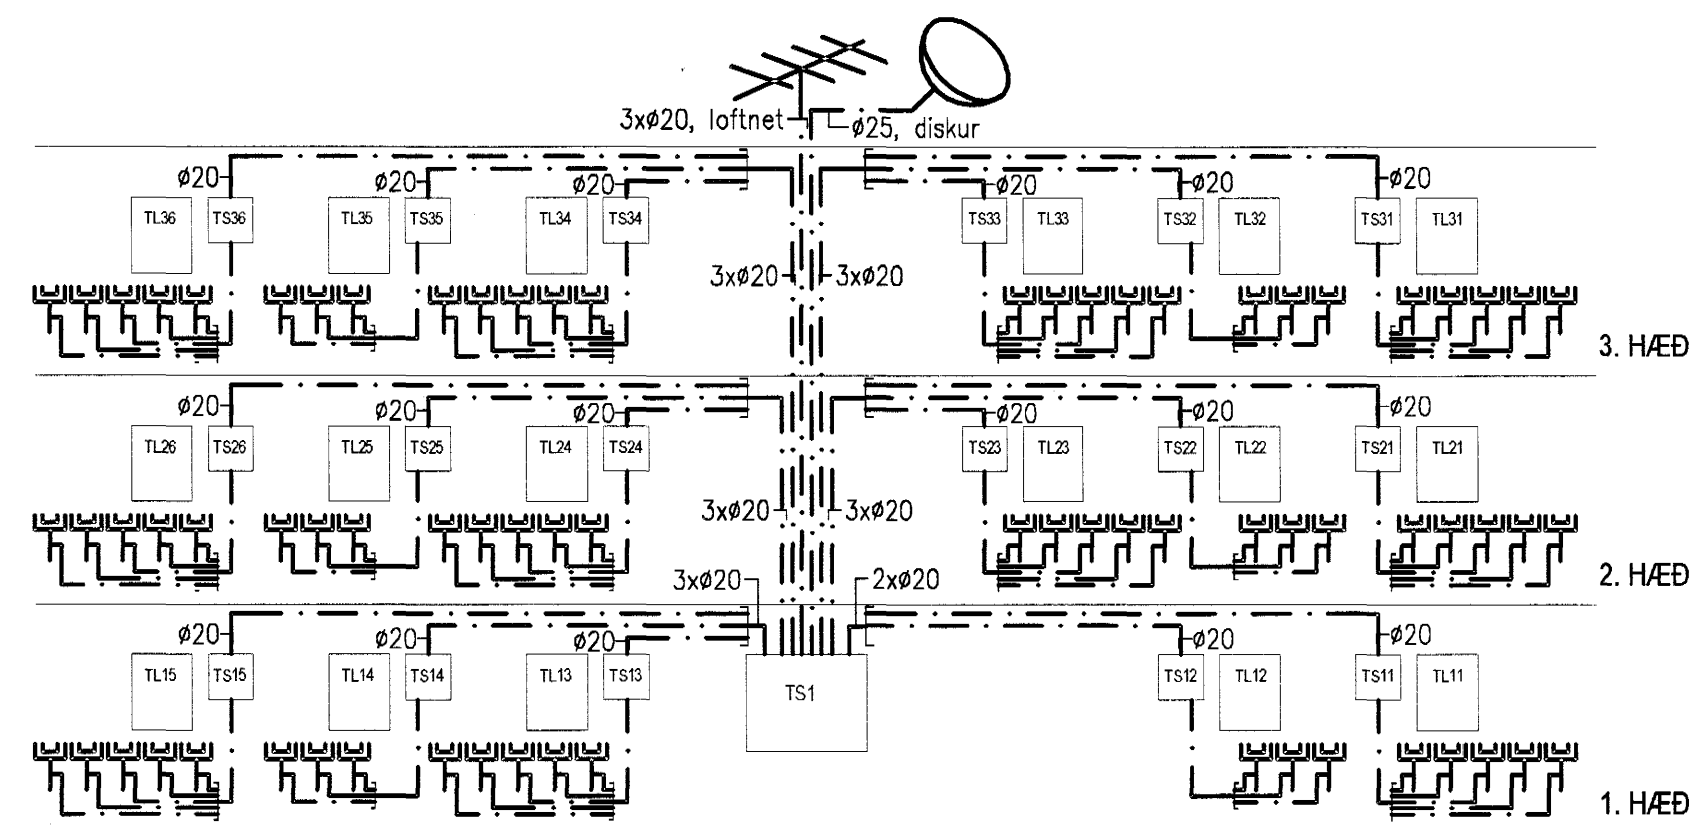 3xø20, loftnet
ø25, diskur
ø20 ø20 ø20 ø20 ø20 ø20
TL36 TS36 TL35 TS35 TL34 TS34 TS33 TL33 TS32 TL32 TS31 TL31
3xø20 3xø20
3. HÆÐ
ø20 ø20 ø20 ø20 ø20 ø20
TL26 TS26 TL25 TS25 TL24 TS24 TS23 TL23 TS22 TL22 TS21 TL21
3xø20 3xø20
3xø20 2xø20
2. HÆÐ
ø20 ø20 ø20 ø20 ø20
TL15 TS15 TL14 TS14 TL13 TS13 TS1 TS12 TL12 TS11 TL11
1. HÆÐ